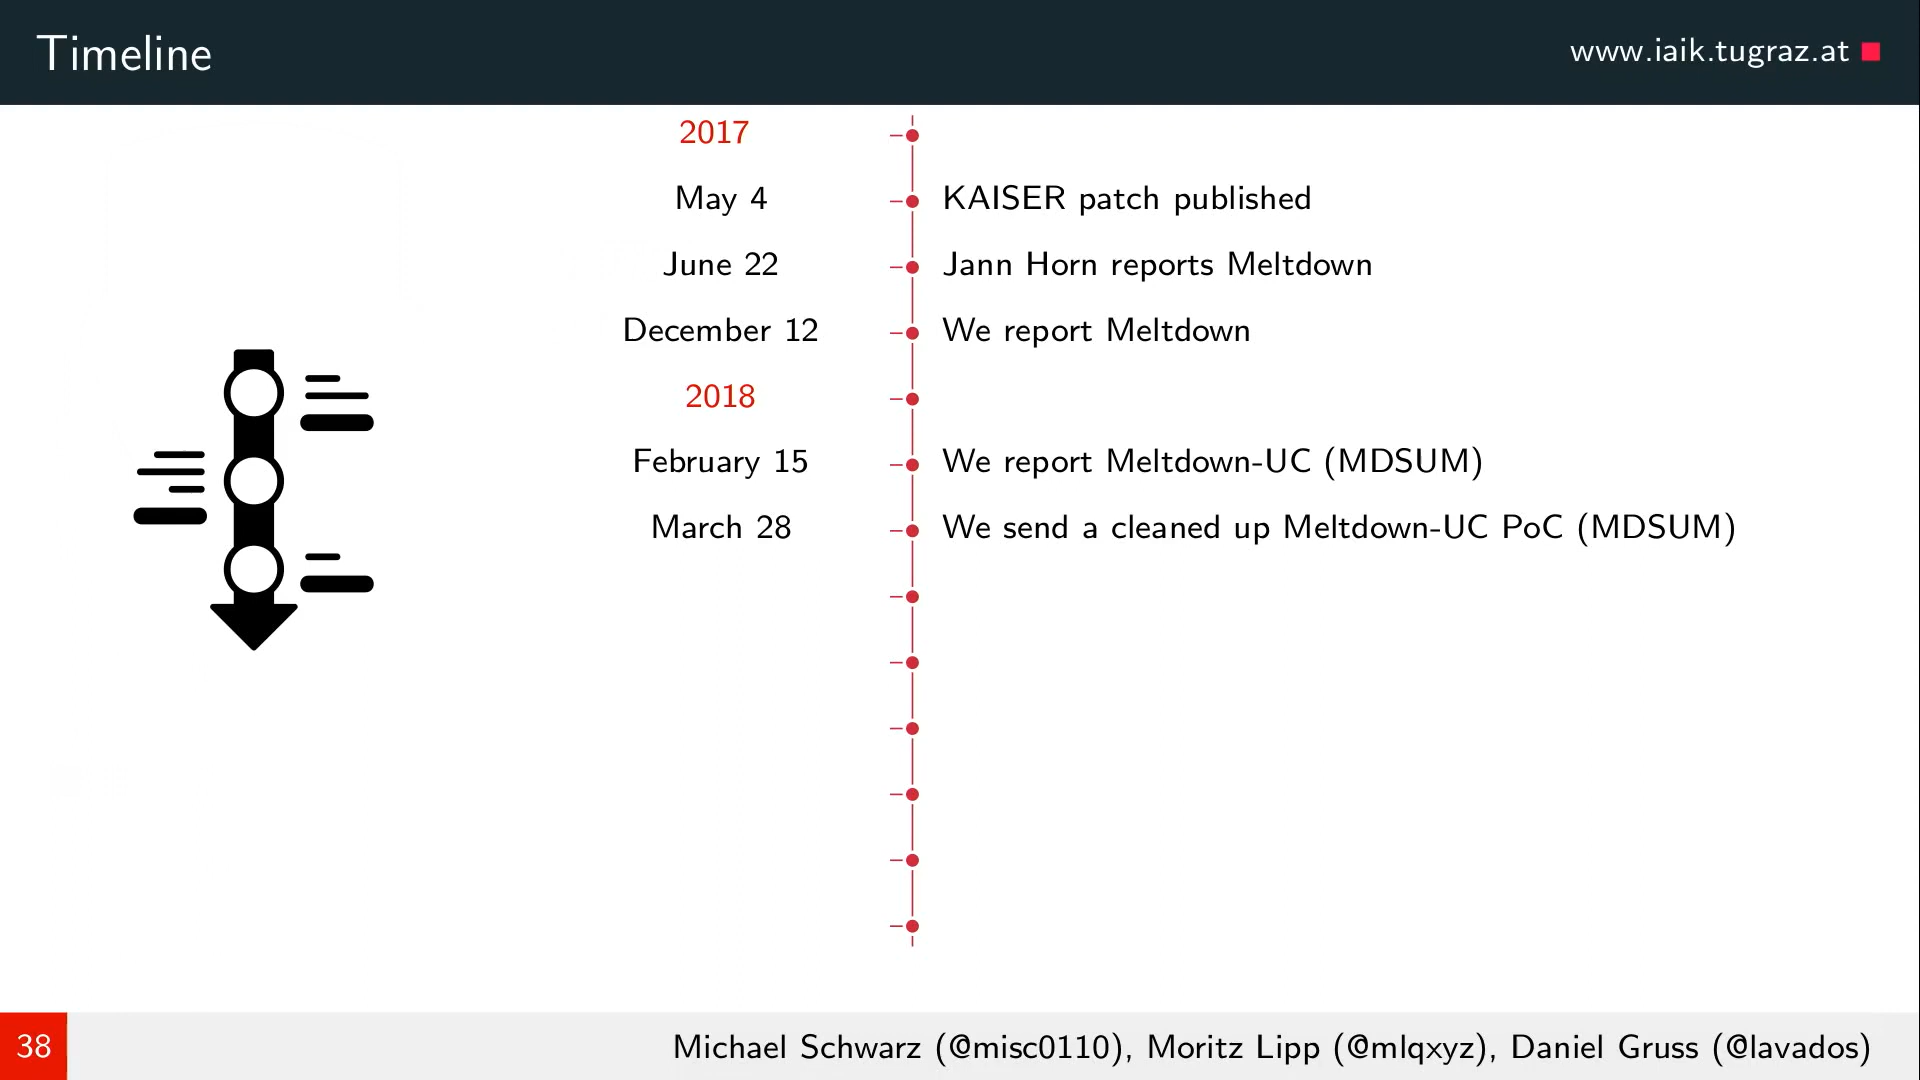 Timeline
www.iaik.tugraz.at
2017
May 4 KAISER patch published
June 22 Jann Horn reports Meltdown
December 12 We report Meltdown
2018
February 15 We report Meltdown-UC (MDSUM)
March 28 We send a cleaned up Meltdown-UC PoC (MDSUM)
38
Michael Schwarz (@misc0110), Moritz Lipp (@mlqxyz), Daniel Gruss (@lavados)